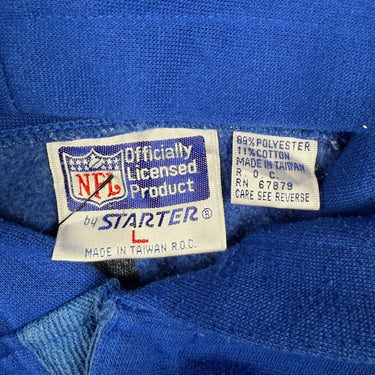 NFL
Officially
Licensed
Product
by STARTER®
L
MADE IN TAIWAN R.O.C.
89% POLYESTER
11% COTTON
MADE IN TAIWAN
R. O. C.
RN 67879
CARE SEE REVERSE